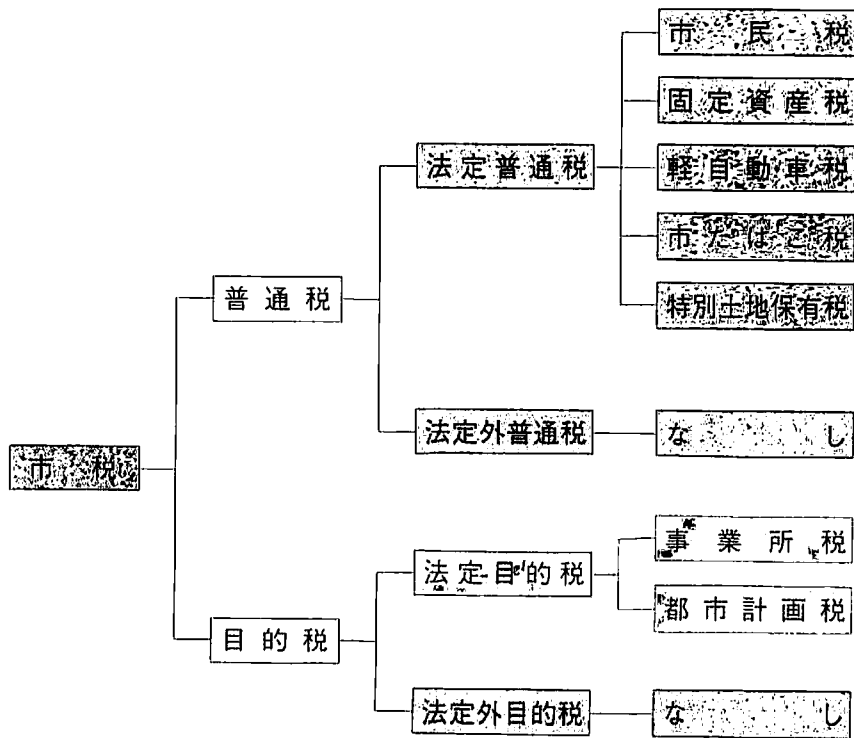 市民税
固定資産税
法定普通税
軽自動車税
市たばこ税
普通税
特別土地保有税
法定外普通税
なし
市税
事業所税
法定目的税
都市計画税
目的税
法定外目的税
なし